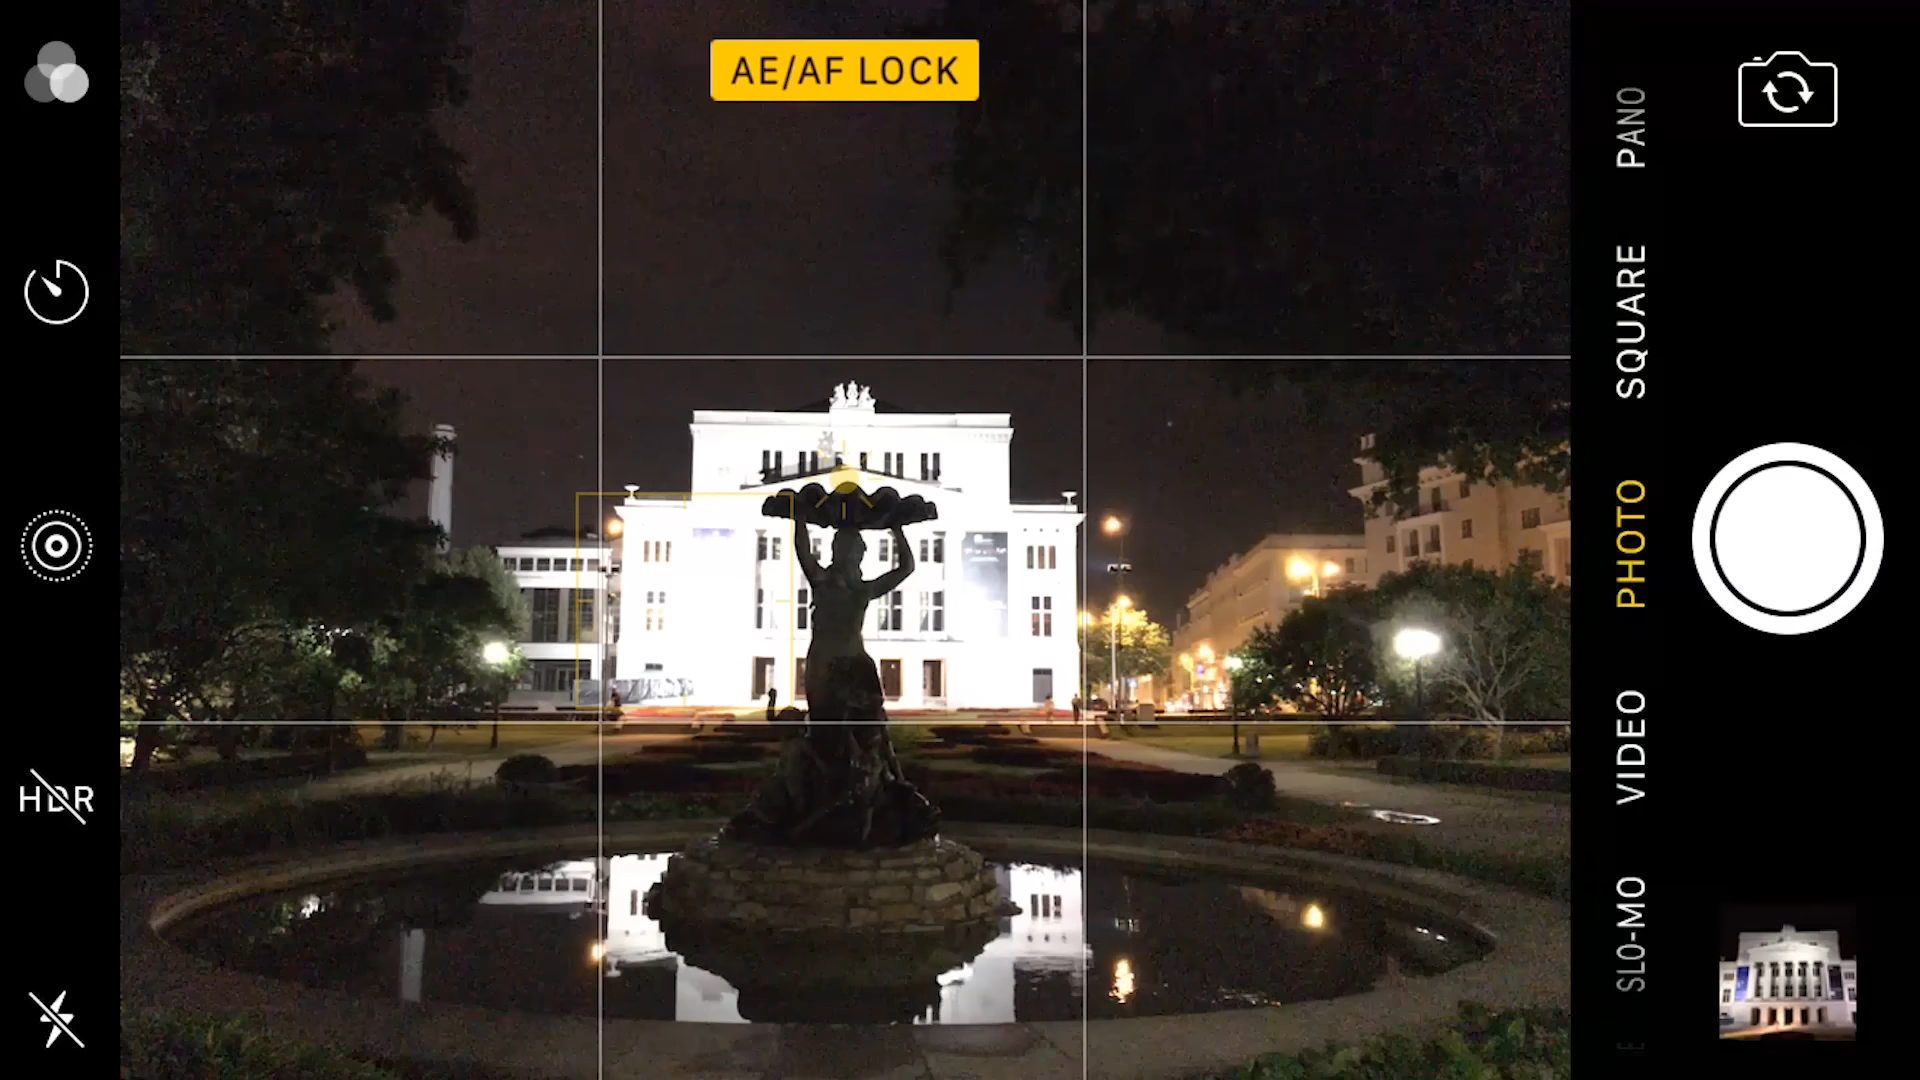 AE/AF LOCK
HDR
PANO
SQUARE
PHOTO
VIDEO
SLO-MO